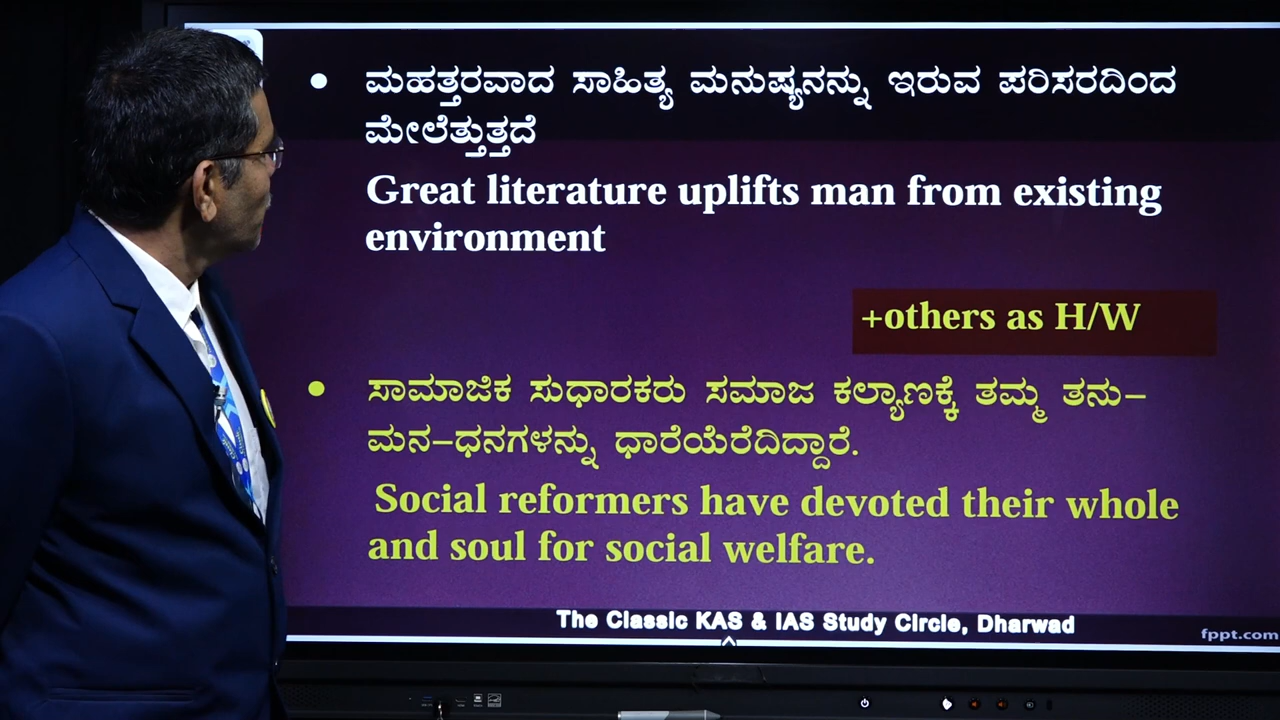 • ಮಹತ್ತರವಾದ ಸಾಹಿತ್ಯ ಮನುಷ್ಯನನ್ನು ಇರುವ ಪರಿಸರದಿಂದ
ಮೇಲೆತ್ತುತ್ತದೆ
Great literature uplifts man from existing
environment
+others as H/W
• ಸಾಮಾಜಿಕ ಸುಧಾರಕರು ಸಮಾಜ ಕಲ್ಯಾಣಕ್ಕೆ ತಮ್ಮ ತನು–
ಮನ–ಧನಗಳನ್ನು ಧಾರೆಯೆರೆದಿದ್ದಾರೆ.
Social reformers have devoted their whole
and soul for social welfare.
The Classic KAS & IAS Study Circle, Dharwad
fppt.com